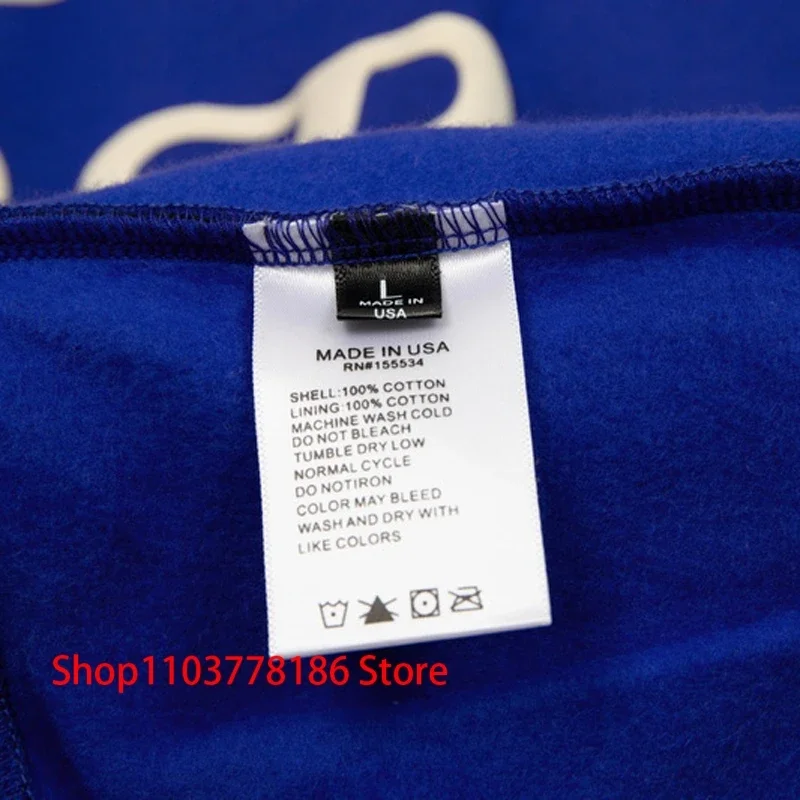 L
MADE IN
USA
MADE IN USA
RN#155534
SHELL:100% COTTON
LINING:100% COTTON
MACHINE WASH COLD
DO NOT BLEACH
TUMBLE DRY LOW
NORMAL CYCLE
DO NOTIRON
COLOR MAY BLEED
WASH AND DRY WITH
LIKE COLORS
Shop1103778186 Store